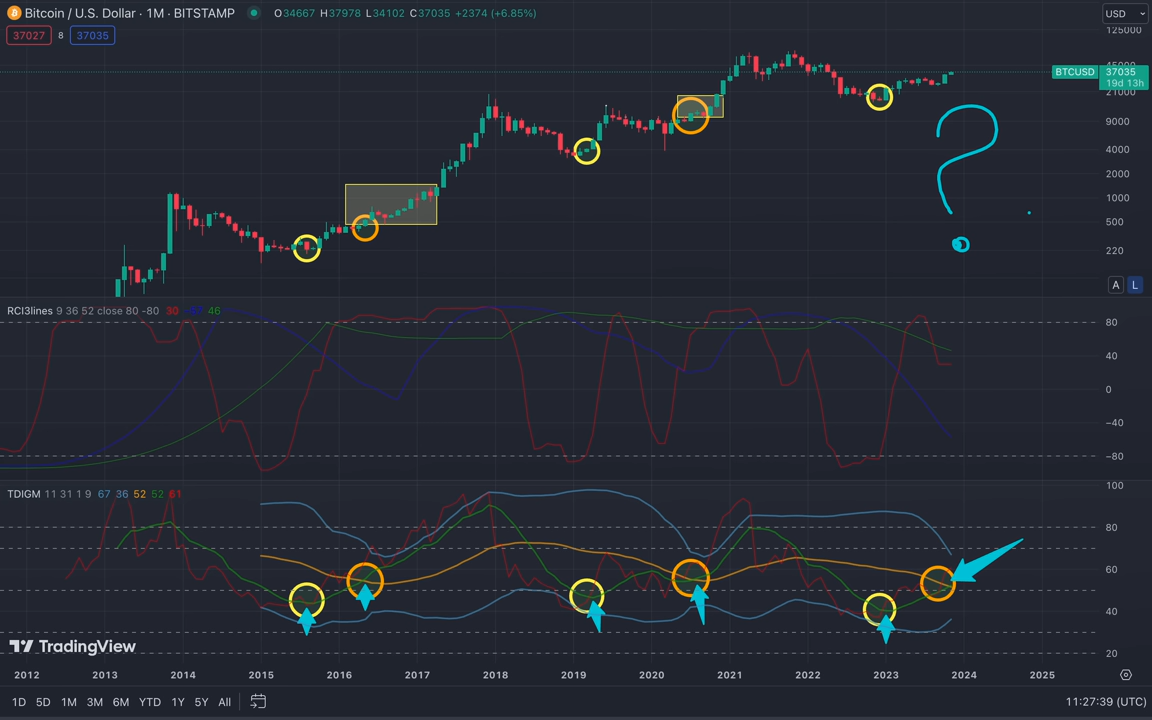 Bitcoin / U.S. Dollar · 1M · BITSTAMP O34667 H37978 L34102 C37035 +2374 (+6.85%)
USD
37027 8 37035
125000
45000
BTCUSD 37035
19d 13h
21000
9000
4000
2000
1000
500
220
A L
RCI3lines 9 36 52 close 80 -80 30 46
80
40
0
−40
−80
TDIGM 11 31 1 9 67 36 52 52 61
100
80
60
40
20
TradingView
2012 2013 2014 2015 2016 2017 2018 2019 2020 2021 2022 2023 2024 2025
1D 5D 1M 3M 6M YTD 1Y 5Y All
11:27:39 (UTC)
?